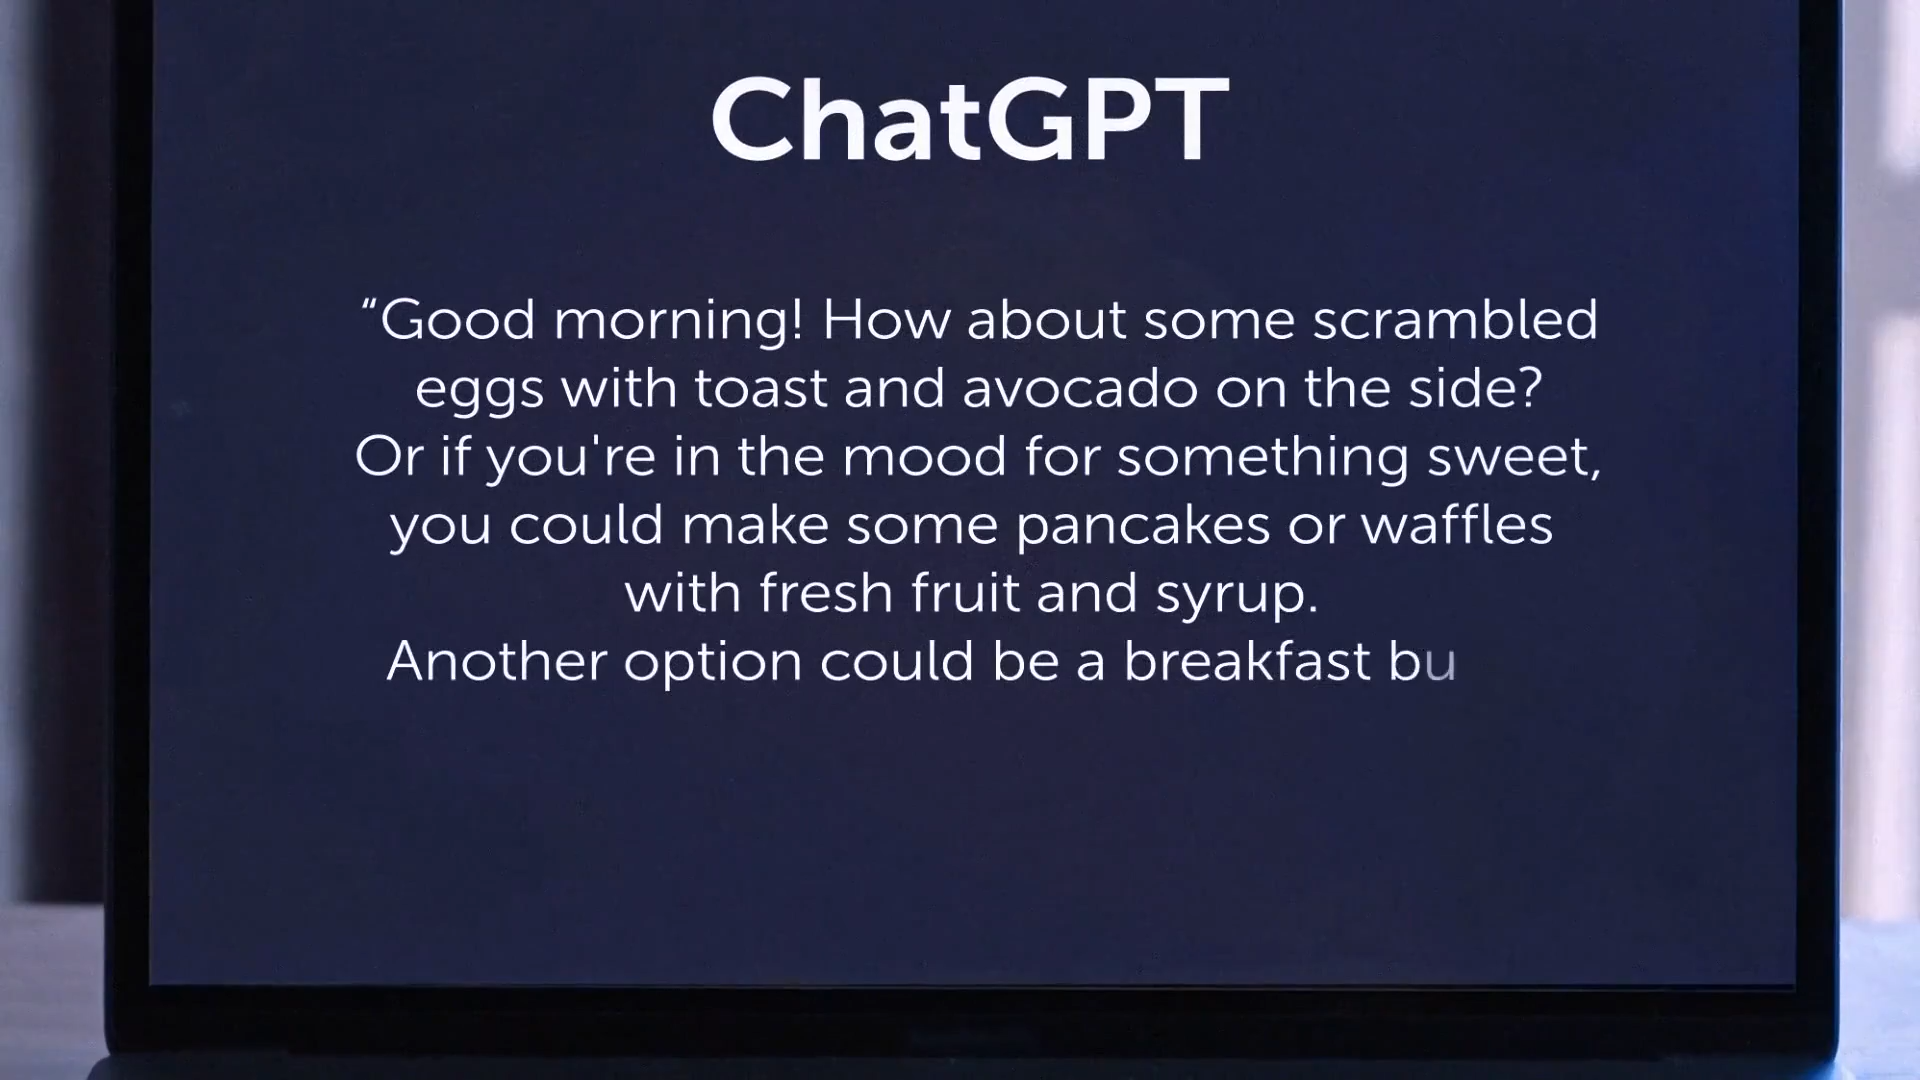 ChatGPT
“Good morning! How about some scrambled
eggs with toast and avocado on the side?
Or if you're in the mood for something sweet,
you could make some pancakes or waffles
with fresh fruit and syrup.
Another option could be a breakfast bu